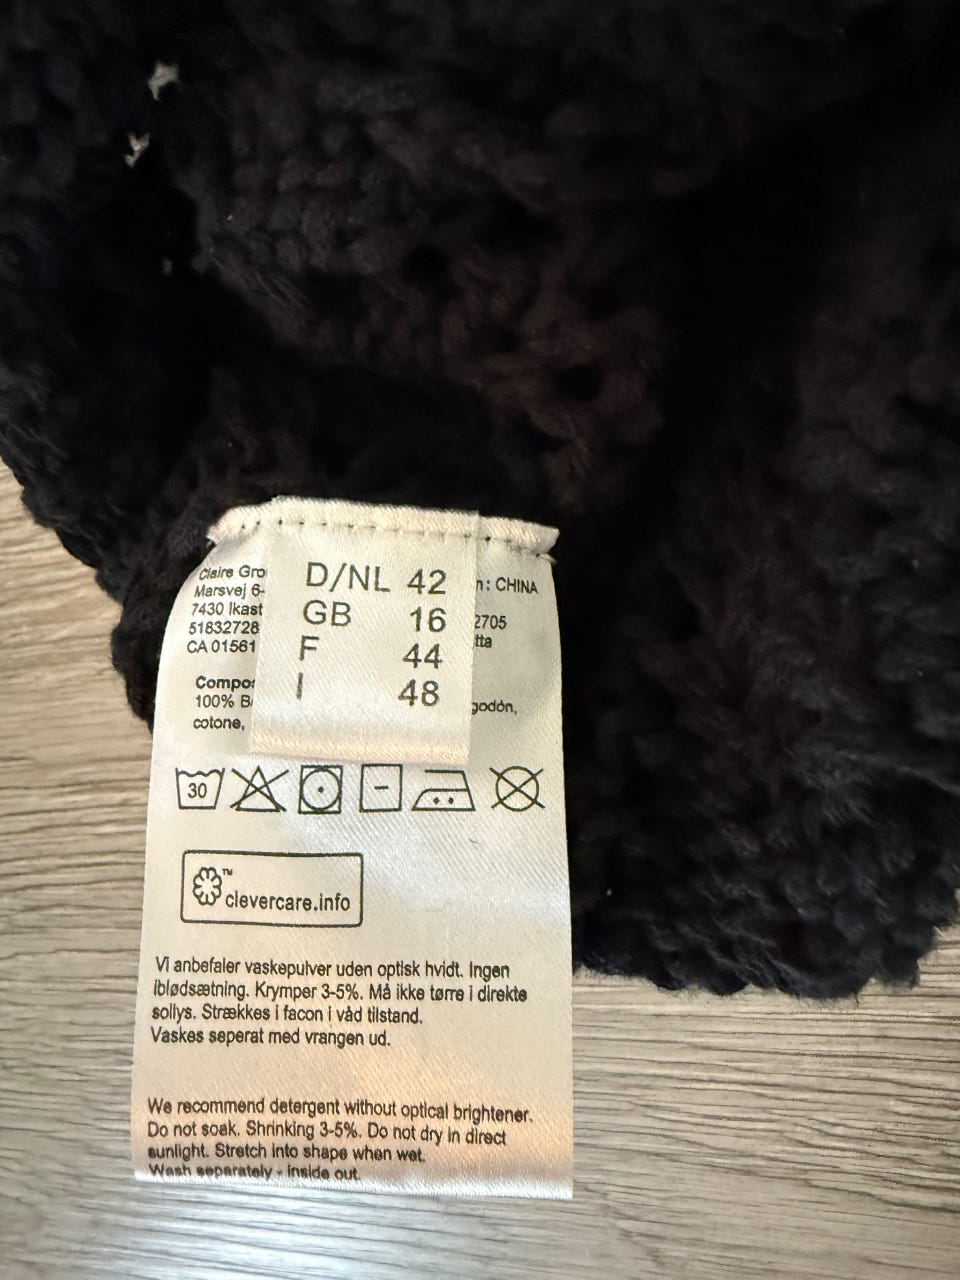 D/NL 42
GB 16
F 44
I 48
Claire Gro
Marsvej 6-
7430 Ikast
51832728
CA 01561
: CHINA
2705
tta
Compo
100% B
godón,
cotone,
30
TM
clevercare.info
Vi anbefaler vaskepulver uden optisk hvidt. Ingen
iblødsætning. Krymper 3-5%. Må ikke tørre i direkte
sollys. Strækkes i facon i våd tilstand.
Vaskes seperat med vrangen ud.
We recommend detergent without optical brightener.
Do not soak. Shrinking 3-5%. Do not dry in direct
sunlight. Stretch into shape when wet.
Wash separately - inside out.